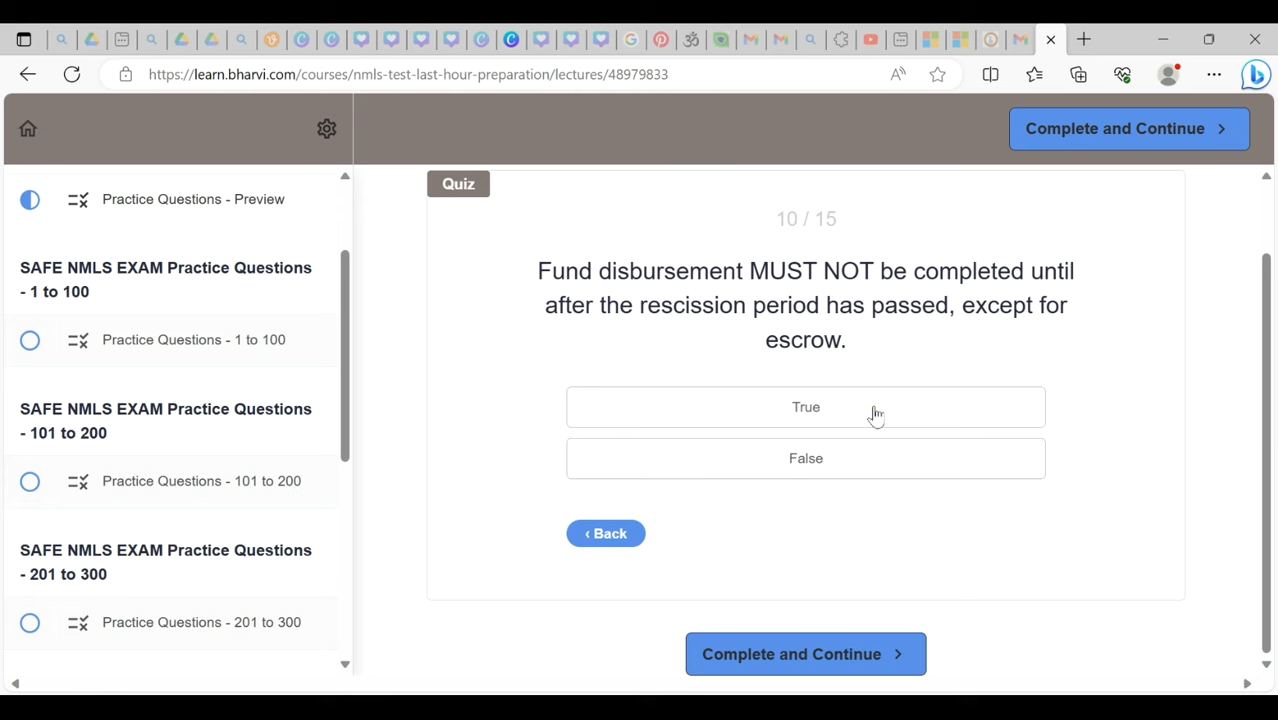 https://learn.bharvi.com/courses/nmls-test-last-hour-preparation/lectures/48979833
Complete and Continue
Practice Questions - Preview
SAFE NMLS EXAM Practice Questions
- 1 to 100
Practice Questions - 1 to 100
SAFE NMLS EXAM Practice Questions
- 101 to 200
Practice Questions - 101 to 200
SAFE NMLS EXAM Practice Questions
- 201 to 300
Practice Questions - 201 to 300
Quiz
10 / 15
Fund disbursement MUST NOT be completed until
after the rescission period has passed, except for
escrow.
True
False
‹ Back
Complete and Continue